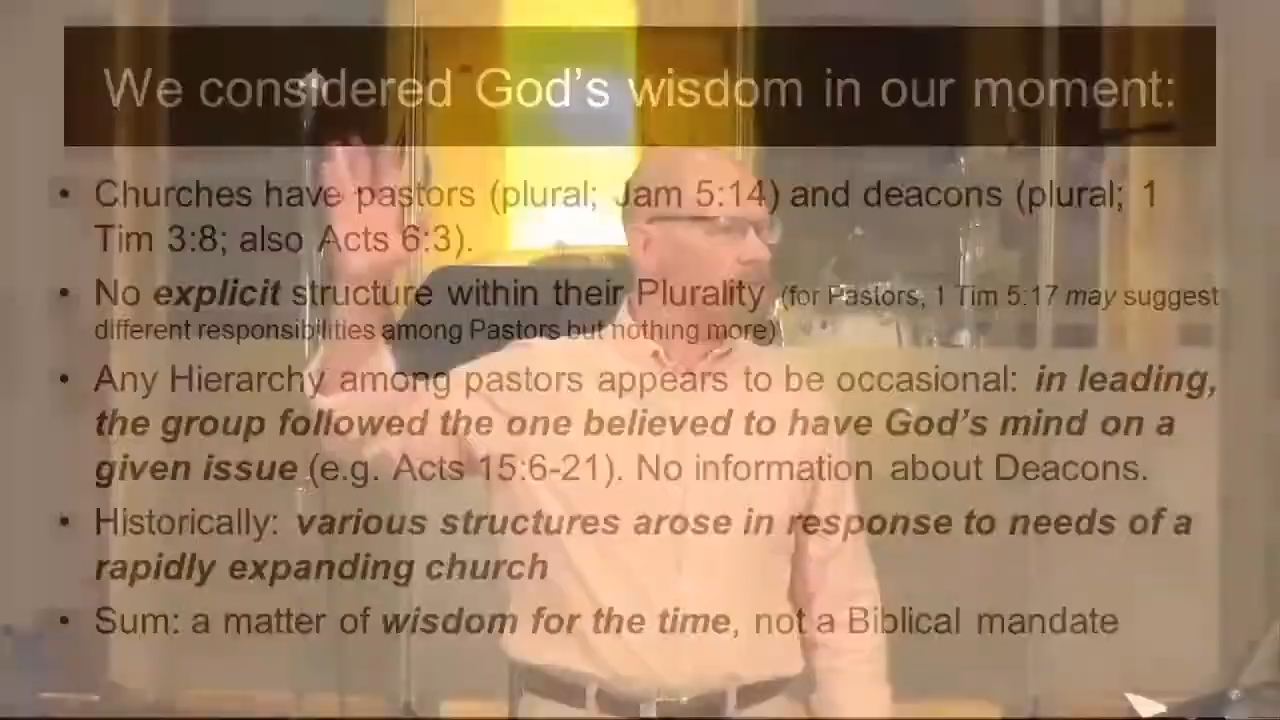 We considered God's wisdom in our moment:
• Churches have pastors (plural; Jam 5:14) and deacons (plural; 1
Tim 3:8; also Acts 6:3).
• No explicit structure within their Plurality (for Pastors, 1 Tim 5:17 may suggest
different responsibilities among Pastors but nothing more)
• Any Hierarchy among pastors appears to be occasional: in leading,
the group followed the one believed to have God's mind on a
given issue (e.g. Acts 15:6-21). No information about Deacons.
• Historically: various structures arose in response to needs of a
rapidly expanding church
• Sum: a matter of wisdom for the time, not a Biblical mandate